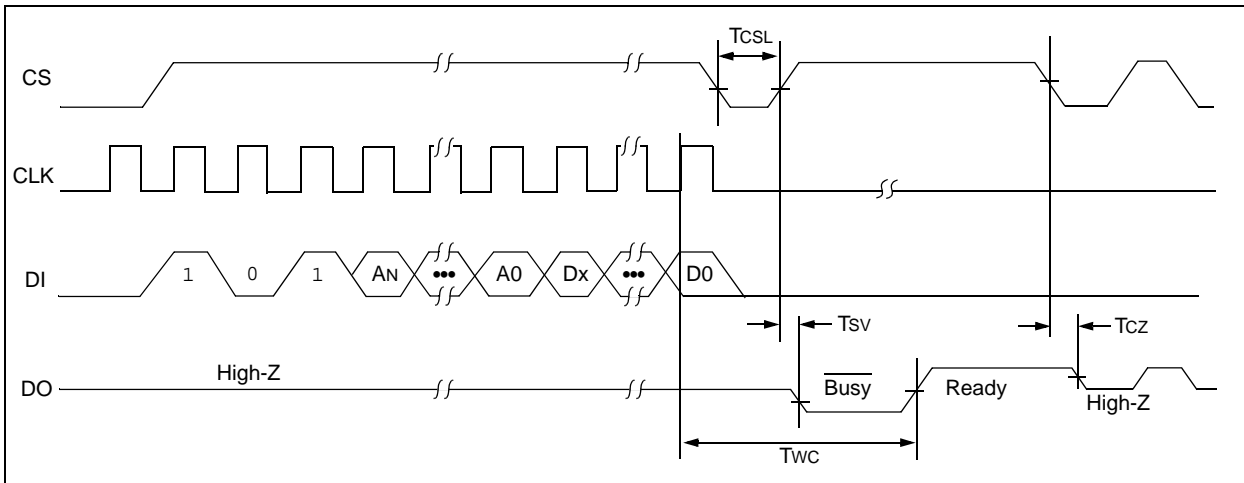 TCSL
CS
CLK
DI
1 0 1 AN ••• A0 Dx ••• D0
TSV
TCZ
DO
High-Z
Busy
Ready
High-Z
TWC